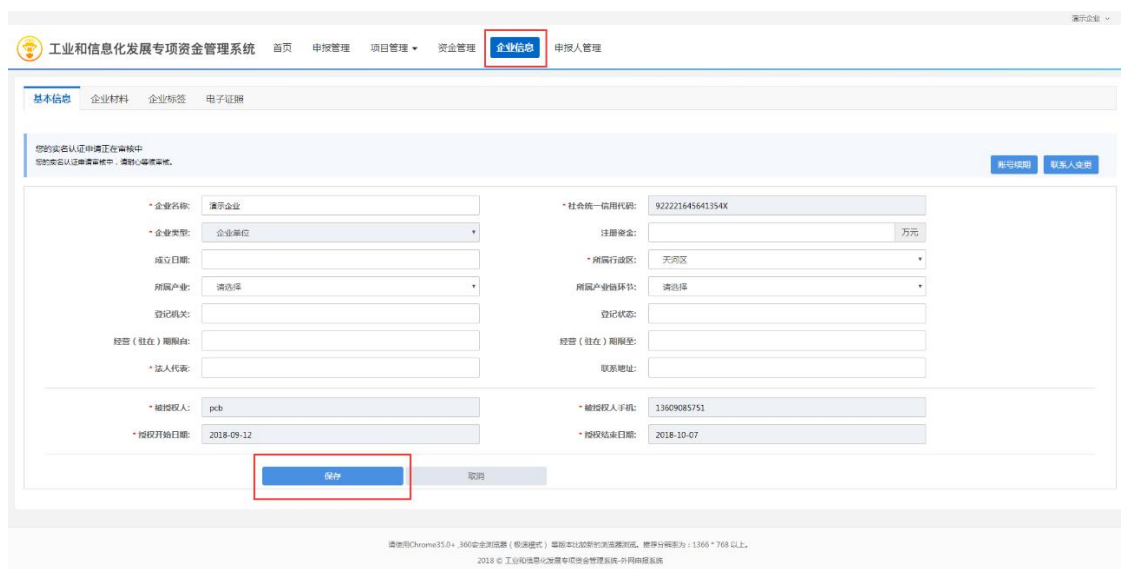 演示企业
工业和信息化发展专项资金管理系统 首页 申报管理 项目管理 资金管理 企业信息 申报人管理
基本信息 企业材料 企业标签 电子证照
您的实名认证申请正在审核中
您的实名认证申请审核中，请耐心等候审核。
账号续期 联系人变更
*企业名称: 演示企业 *社会统一信用代码: 922221645641354X
*企业类型: 企业单位 注册资金: 万元
成立日期: *所属行政区: 天河区
所属产业: 请选择 所属产业链环节: 请选择
登记机关: 登记状态:
经营（驻在）期限自: 经营（驻在）期限至:
*法人代表: 联系地址:
*被授权人: pcb *被授权人手机: 13609085751
*授权开始日期: 2018-09-12 *授权结束日期: 2018-10-07
保存 取消
请使用Chrome35.0+ ,360安全浏览器（极速模式）等版本比较新的浏览器浏览。推荐分辨率为：1366 * 768 以上。
2018 © 工业和信息化发展专项资金管理系统-外网申报系统